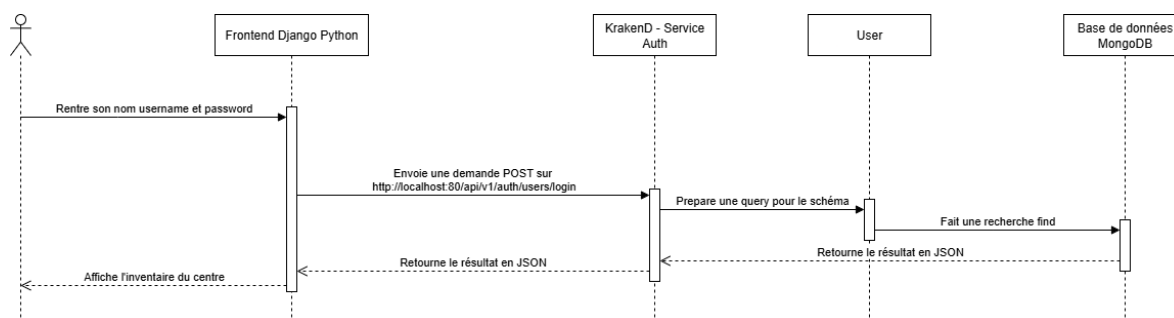 Frontend Django Python
KrakenD - Service
Auth
User
Base de données
MongoDB
Rentre son nom username et password
Envoie une demande POST sur
http://localhost:80/api/v1/auth/users/login
Prepare une query pour le schéma
Fait une recherche find
Retourne le résultat en JSON
Retourne le résultat en JSON
Affiche l'inventaire du centre